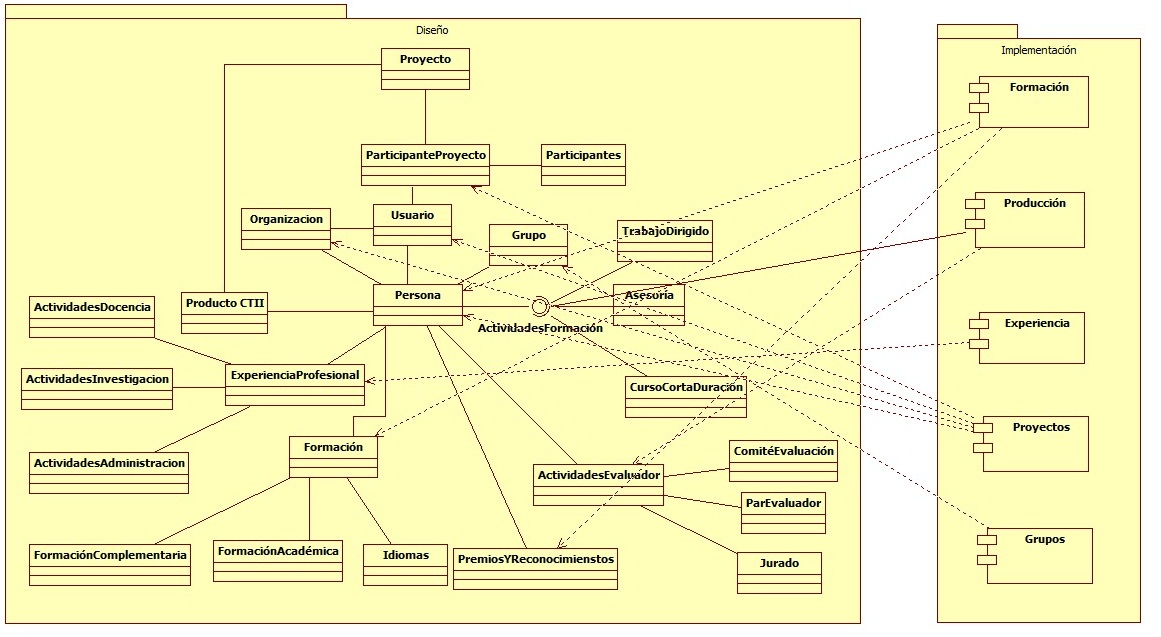 Diseño
Implementación
Proyecto
Formación
ParticipanteProyecto
Participantes
Producción
Organizacion
Usuario
Grupo
TrabajoDirigido
ActividadesDocencia
Producto CTII
Persona
Asesoría
ActividadesFormación
Experiencia
ActividadesInvestigacion
ExperienciaProfesional
CursoCortaDuración
Proyectos
ActividadesAdministracion
Formación
ActividadesEvaluador
ComitéEvaluación
ParEvaluador
Grupos
FormaciónComplementaria
FormaciónAcadémica
Idiomas
PremiosYReconocimienstos
Jurado